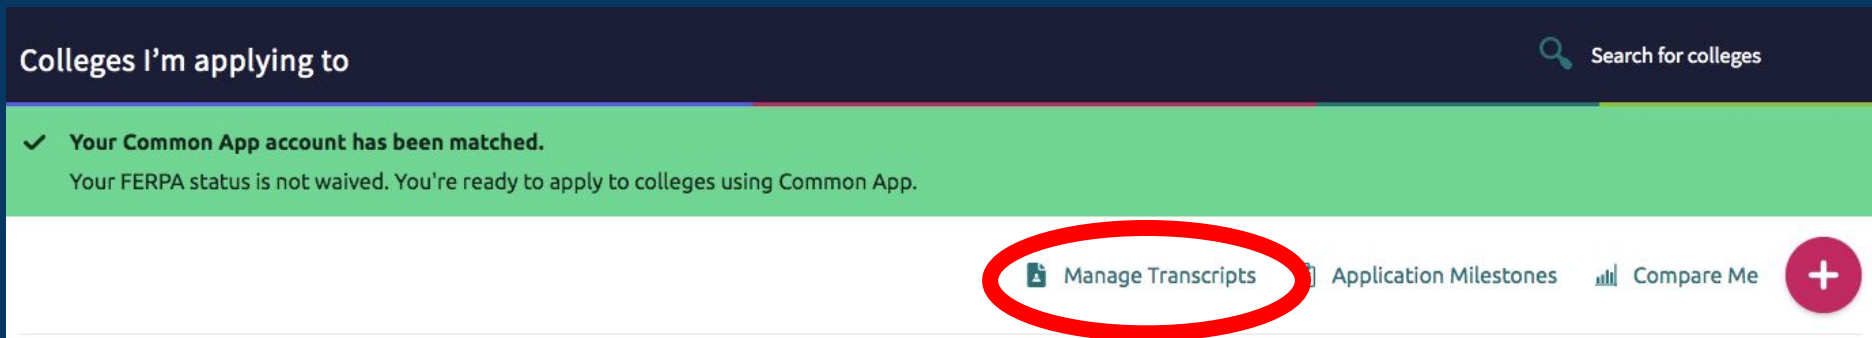 Colleges I’m applying to
Search for colleges
Your Common App account has been matched.
Your FERPA status is not waived. You're ready to apply to colleges using Common App.
Manage Transcripts
Application Milestones
Compare Me